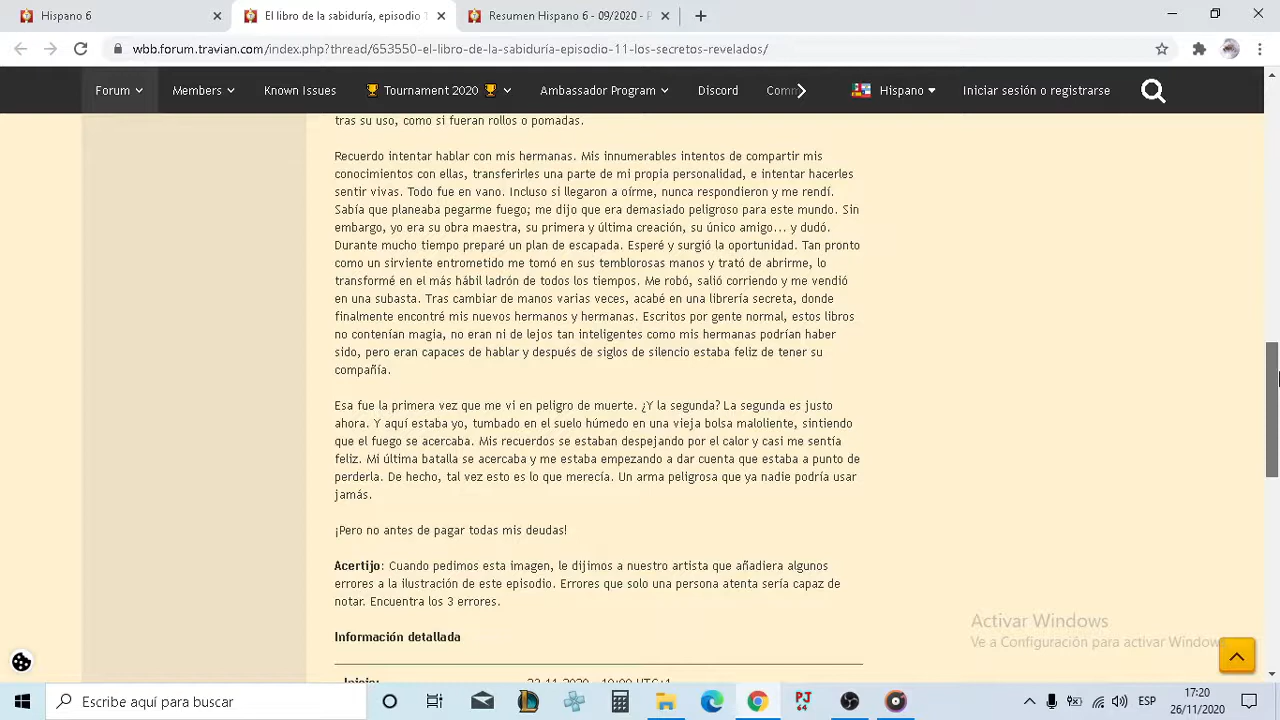 Hispano 6
El libro de la sabiduría, episodio 1
Resumen Hispano 6 - 09/2020 - P
wbb.forum.travian.com/index.php?thread/653550-el-libro-de-la-sabiduría-episodio-11-los-secretos-revelados/
Forum Members Known Issues Tournament 2020 Ambassador Program Discord Comm Hispano Iniciar sesión o registrarse
tras su uso, como si fueran rollos o pomadas.
Recuerdo intentar hablar con mis hermanas. Mis innumerables intentos de compartir mis
conocimientos con ellas, transferirles una parte de mi propia personalidad, e intentar hacerles
sentir vivas. Todo fue en vano. Incluso si llegaron a oírme, nunca respondieron y me rendí.
Sabía que planeaba pegarme fuego; me dijo que era demasiado peligroso para este mundo. Sin
embargo, yo era su obra maestra, su primera y última creación, su único amigo... y dudó.
Durante mucho tiempo preparé un plan de escapada. Esperé y surgió la oportunidad. Tan pronto
como un sirviente entrometido me tomó en sus temblorosas manos y trató de abrirme, lo
transformé en el más hábil ladrón de todos los tiempos. Me robó, salió corriendo y me vendió
en una subasta. Tras cambiar de manos varias veces, acabé en una librería secreta, donde
finalmente encontré mis nuevos hermanos y hermanas. Escritos por gente normal, estos libros
no contenían magia, no eran ni de lejos tan inteligentes como mis hermanas podrían haber
sido, pero eran capaces de hablar y después de siglos de silencio estaba feliz de tener su
compañía.
Esa fue la primera vez que me vi en peligro de muerte. ¿Y la segunda? La segunda es justo
ahora. Y aquí estaba yo, tumbado en el suelo húmedo en una vieja bolsa maloliente, sintiendo
que el fuego se acercaba. Mis recuerdos se estaban despejando por el calor y casi me sentía
feliz. Mi última batalla se acercaba y me estaba empezando a dar cuenta que estaba a punto de
perderla. De hecho, tal vez esto es lo que merecía. Un arma peligrosa que ya nadie podría usar
jamás.
¡Pero no antes de pagar todas mis deudas!
Acertijo: Cuando pedimos esta imagen, le dijimos a nuestro artista que añadiera algunos
errores a la ilustración de este episodio. Errores que solo una persona atenta sería capaz de
notar. Encuentra los 3 errores.
Información detallada
Inicio: 23.11.2020 - 10:00 UTC+1
Activar Windows
Ve a Configuración para activar Windows
Escribe aquí para buscar
PJ
64
ESP
17:20
26/11/2020